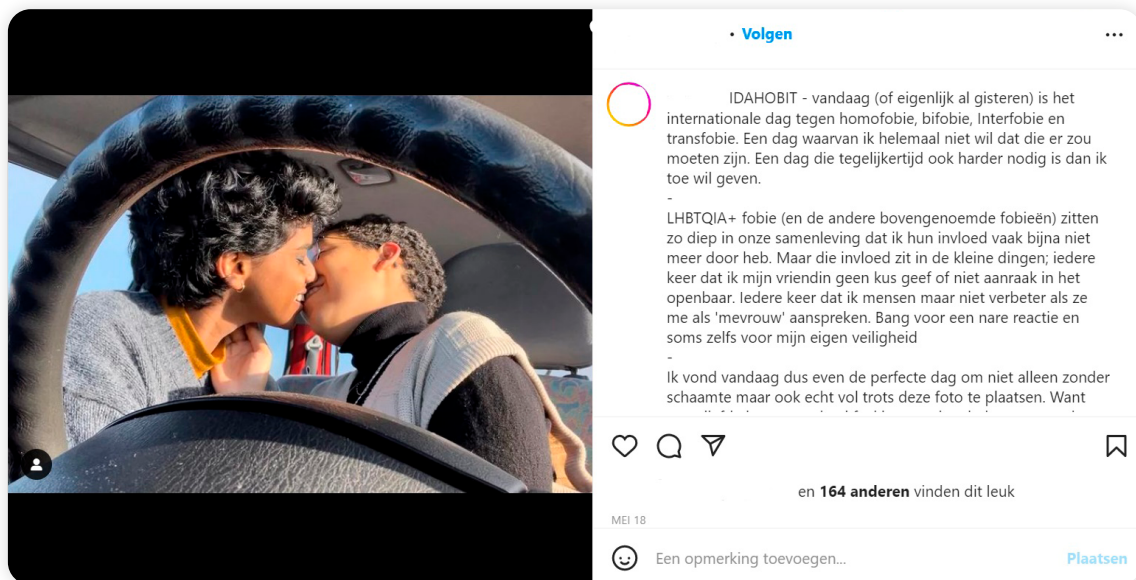 • Volgen
IDAHOBIT - vandaag (of eigenlijk al gisteren) is het
internationale dag tegen homofobie, bifobie, Interfobie en
transfobie. Een dag waarvan ik helemaal niet wil dat die er zou
moeten zijn. Een dag die tegelijkertijd ook harder nodig is dan ik
toe wil geven.
-
LHBTQIA+ fobie (en de andere bovengenoemde fobieën) zitten
zo diep in onze samenleving dat ik hun invloed vaak bijna niet
meer door heb. Maar die invloed zit in de kleine dingen; iedere
keer dat ik mijn vriendin geen kus geef of niet aanraak in het
openbaar. Iedere keer dat ik mensen maar niet verbeter als ze
me als 'mevrouw' aanspreken. Bang voor een nare reactie en
soms zelfs voor mijn eigen veiligheid
-
Ik vond vandaag dus even de perfecte dag om niet alleen zonder
schaamte maar ook echt vol trots deze foto te plaatsen. Want
en 164 anderen vinden dit leuk
MEI 18
Een opmerking toevoegen...
Plaatsen